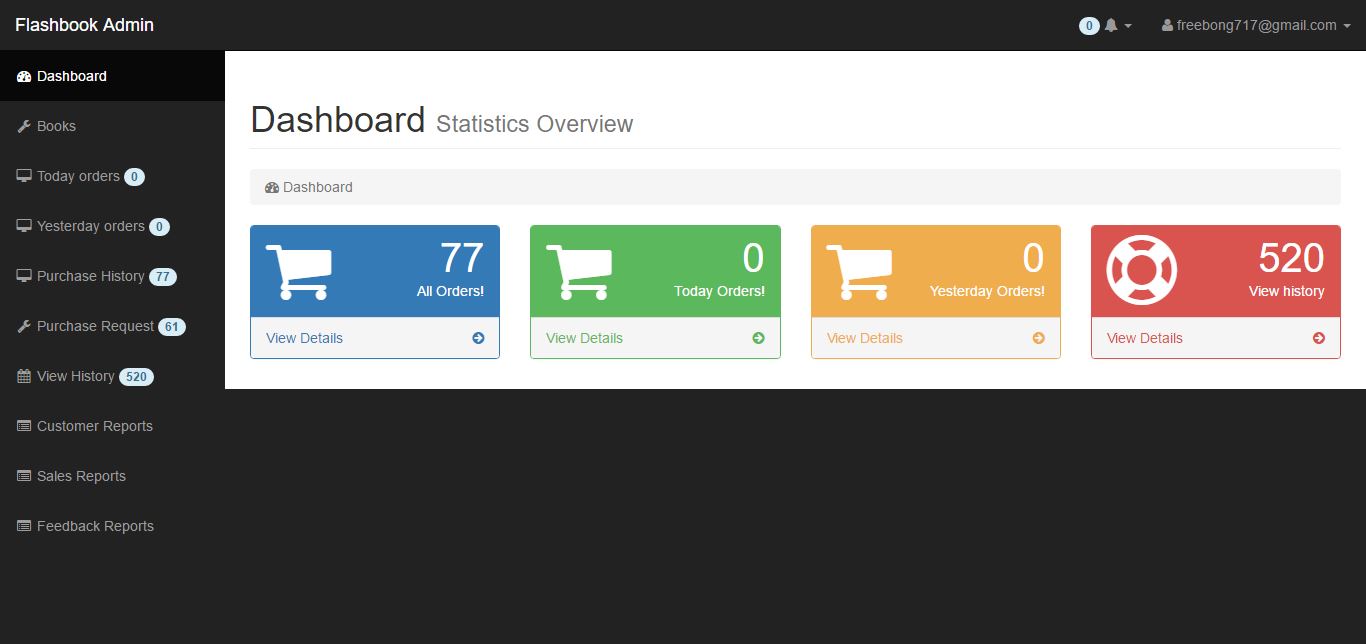 Flashbook Admin
0
freebong717@gmail.com
Dashboard
Books
Today orders 0
Yesterday orders 0
Purchase History 77
Purchase Request 61
View History 520
Customer Reports
Sales Reports
Feedback Reports
Dashboard Statistics Overview
Dashboard
77
All Orders!
View Details
0
Today Orders!
View Details
0
Yesterday Orders!
View Details
520
View history
View Details